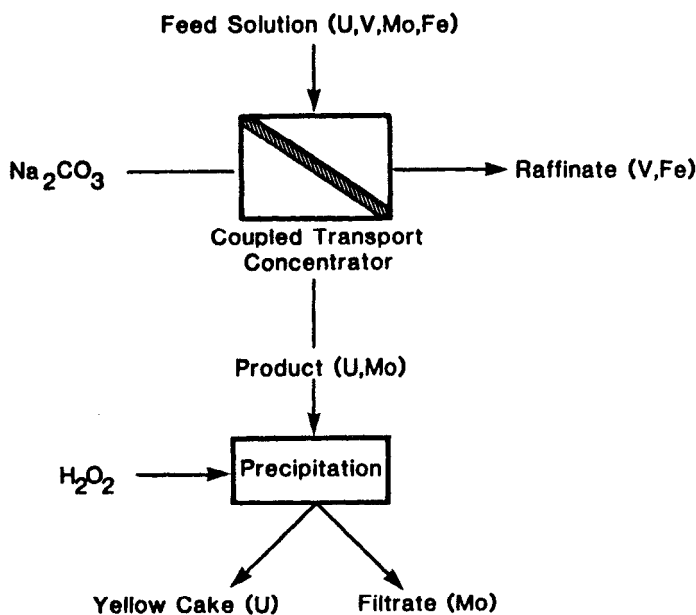 Feed Solution (U,V,Mo,Fe)
Na₂CO₃
Raffinate (V,Fe)
Coupled Transport
Concentrator
Product (U,Mo)
H₂O₂
Precipitation
Yellow Cake (U)
Filtrate (Mo)